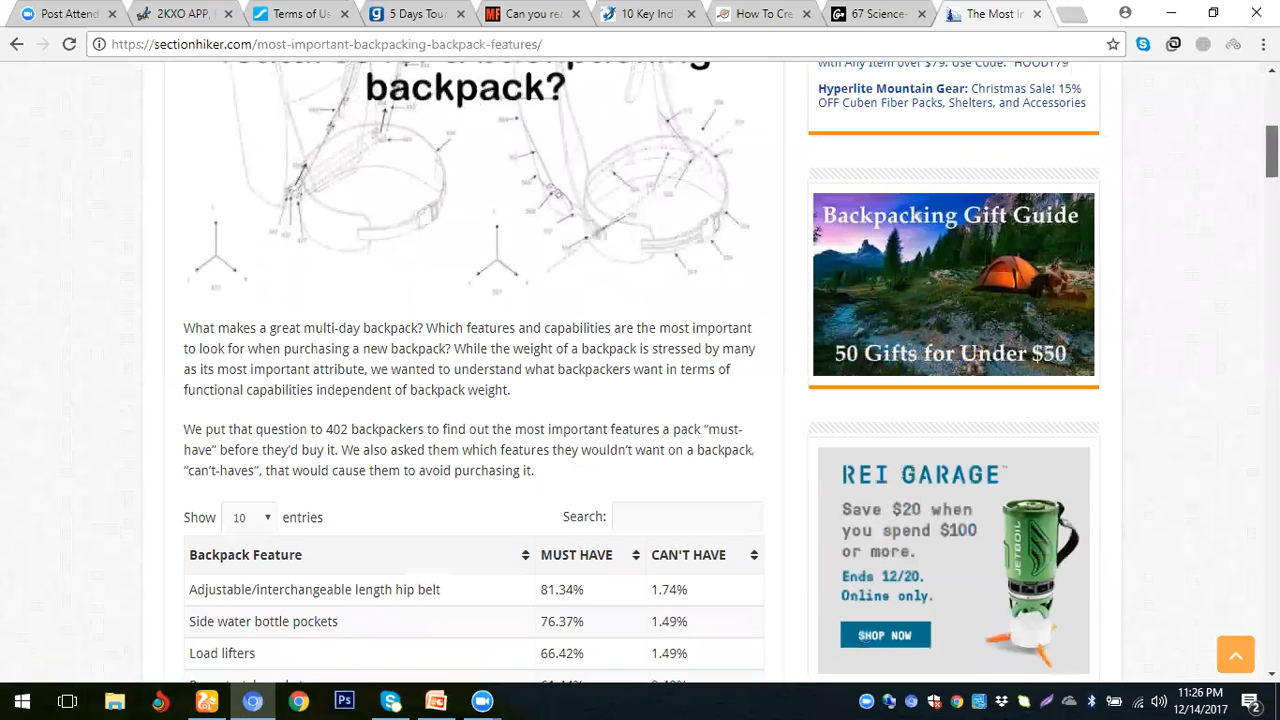 Post Attend
2KXO APP,
Terms of Us
5 Days Tour
Can you rea
10 Key Ind
How To Cre
67 Science-
The Most In
https://sectionhiker.com/most-important-backpacking-backpack-features/
backpack?
with Any Item over $79. Use Code: "HOODY79"
Hyperlite Mountain Gear: Christmas Sale! 15%
OFF Cuben Fiber Packs, Shelters, and Accessories
Backpacking Gift Guide
50 Gifts for Under $50
What makes a great multi-day backpack? Which features and capabilities are the most important
to look for when purchasing a new backpack? While the weight of a backpack is stressed by many
as its most important attribute, we wanted to understand what backpackers want in terms of
functional capabilities independent of backpack weight.
We put that question to 402 backpackers to find out the most important features a pack “must-
have” before they’d buy it. We also asked them which features they wouldn’t want on a backpack,
“can’t-haves”, that would cause them to avoid purchasing it.
REI GARAGE
Save $20 when
you spend $100
or more.
Ends 12/20.
Online only.
SHOP NOW
JETBOIL
Show 10 entries Search:
Backpack Feature MUST HAVE CAN'T HAVE
Adjustable/interchangeable length hip belt 81.34% 1.74%
Side water bottle pockets 76.37% 1.49%
Load lifters 66.42% 1.49%
11:26 PM
12/14/2017
2